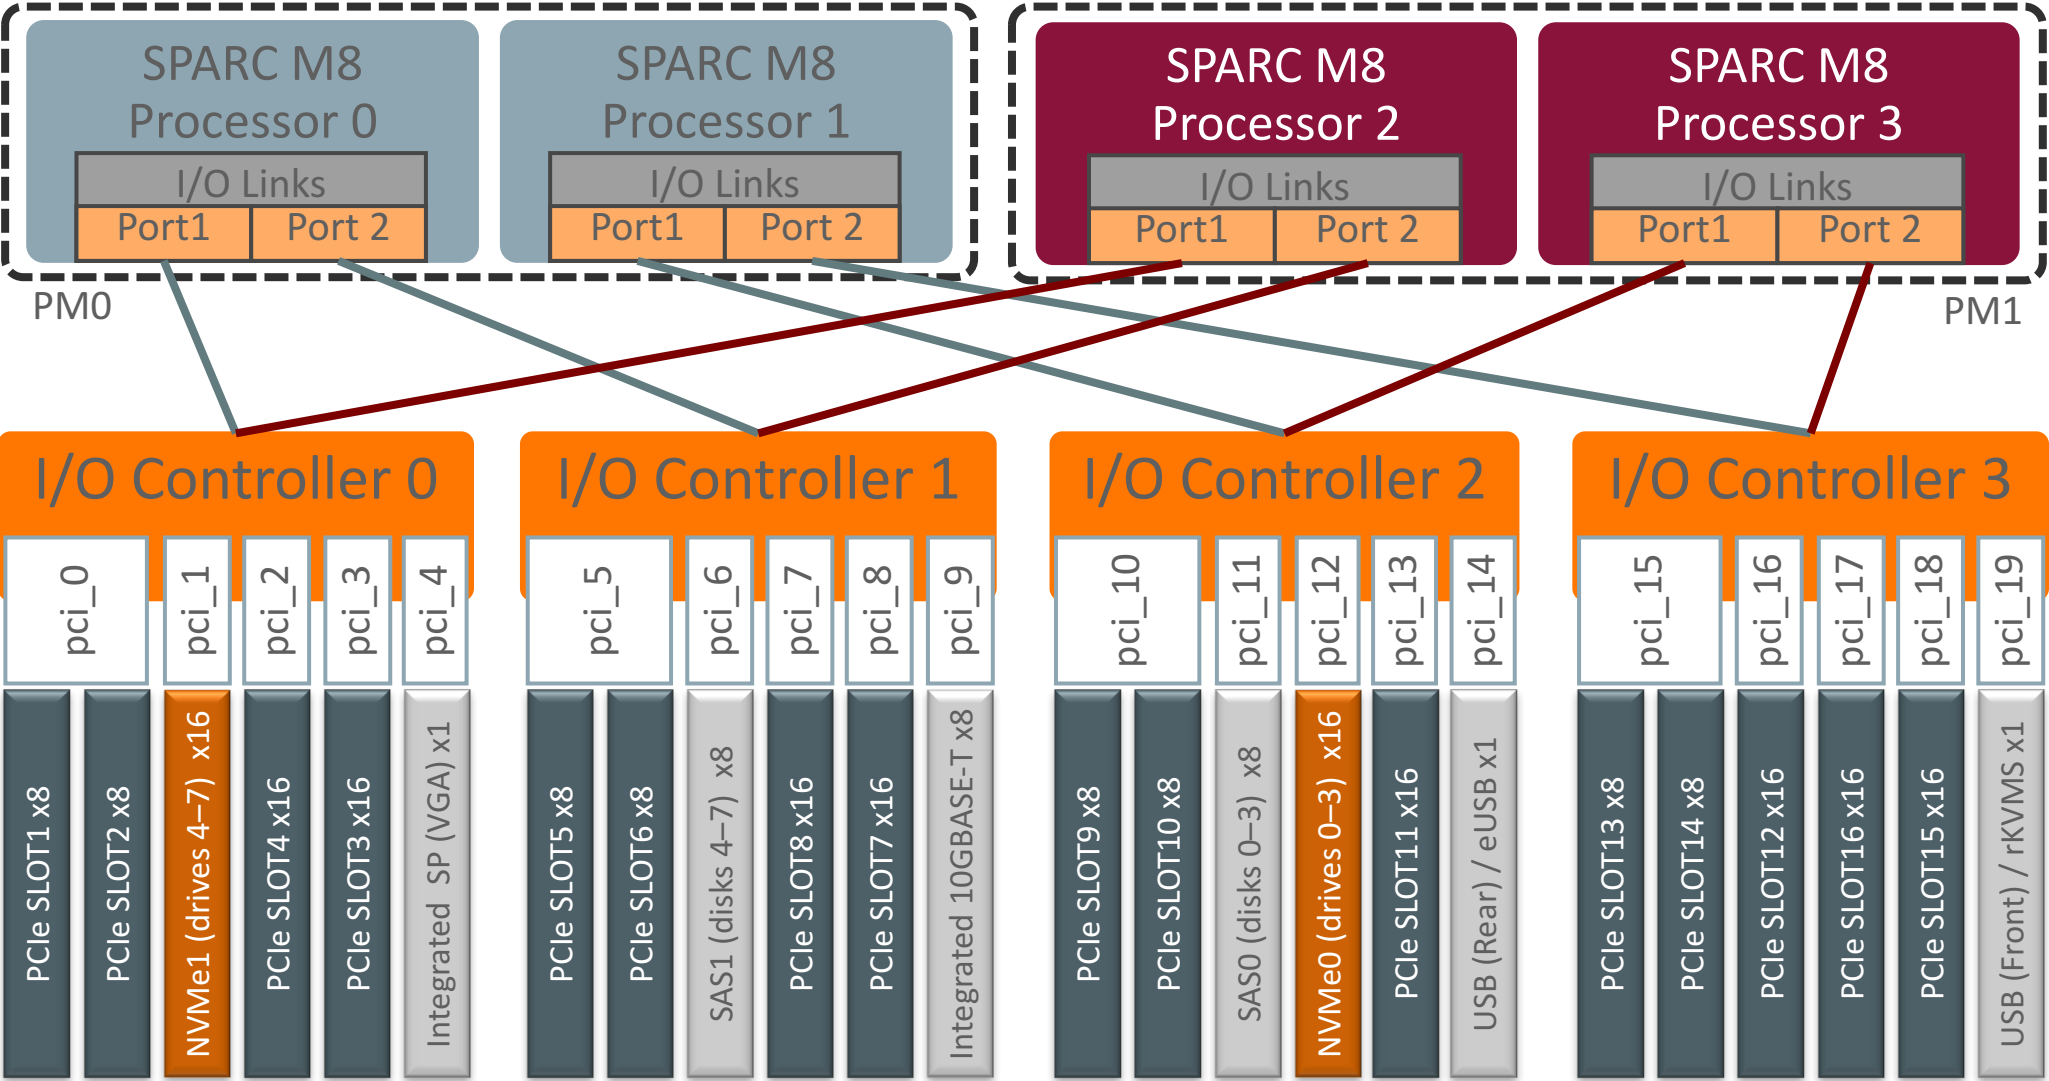 SPARC M8
Processor 0
I/O Links
Port1
Port 2
SPARC M8
Processor 1
I/O Links
Port1
Port 2
PM0
SPARC M8
Processor 2
I/O Links
Port1
Port 2
SPARC M8
Processor 3
I/O Links
Port1
Port 2
PM1
I/O Controller 0
pci_0
pci_1
pci_2
pci_3
pci_4
PCIe SLOT1 x8
PCIe SLOT2 x8
NVMe1 (drives 4–7) x16
PCIe SLOT4 x16
PCIe SLOT3 x16
Integrated SP (VGA) x1
I/O Controller 1
pci_5
pci_6
pci_7
pci_8
pci_9
PCIe SLOT5 x8
PCIe SLOT6 x8
SAS1 (disks 4–7) x8
PCIe SLOT8 x16
PCIe SLOT7 x16
Integrated 10GBASE-T x8
I/O Controller 2
pci_10
pci_11
pci_12
pci_13
pci_14
PCIe SLOT9 x8
PCIe SLOT10 x8
SAS0 (disks 0–3) x8
NVMe0 (drives 0–3) x16
PCIe SLOT11 x16
USB (Rear) / eUSB x1
I/O Controller 3
pci_15
pci_16
pci_17
pci_18
pci_19
PCIe SLOT13 x8
PCIe SLOT14 x8
PCIe SLOT12 x16
PCIe SLOT16 x16
PCIe SLOT15 x16
USB (Front) / rKVMS x1